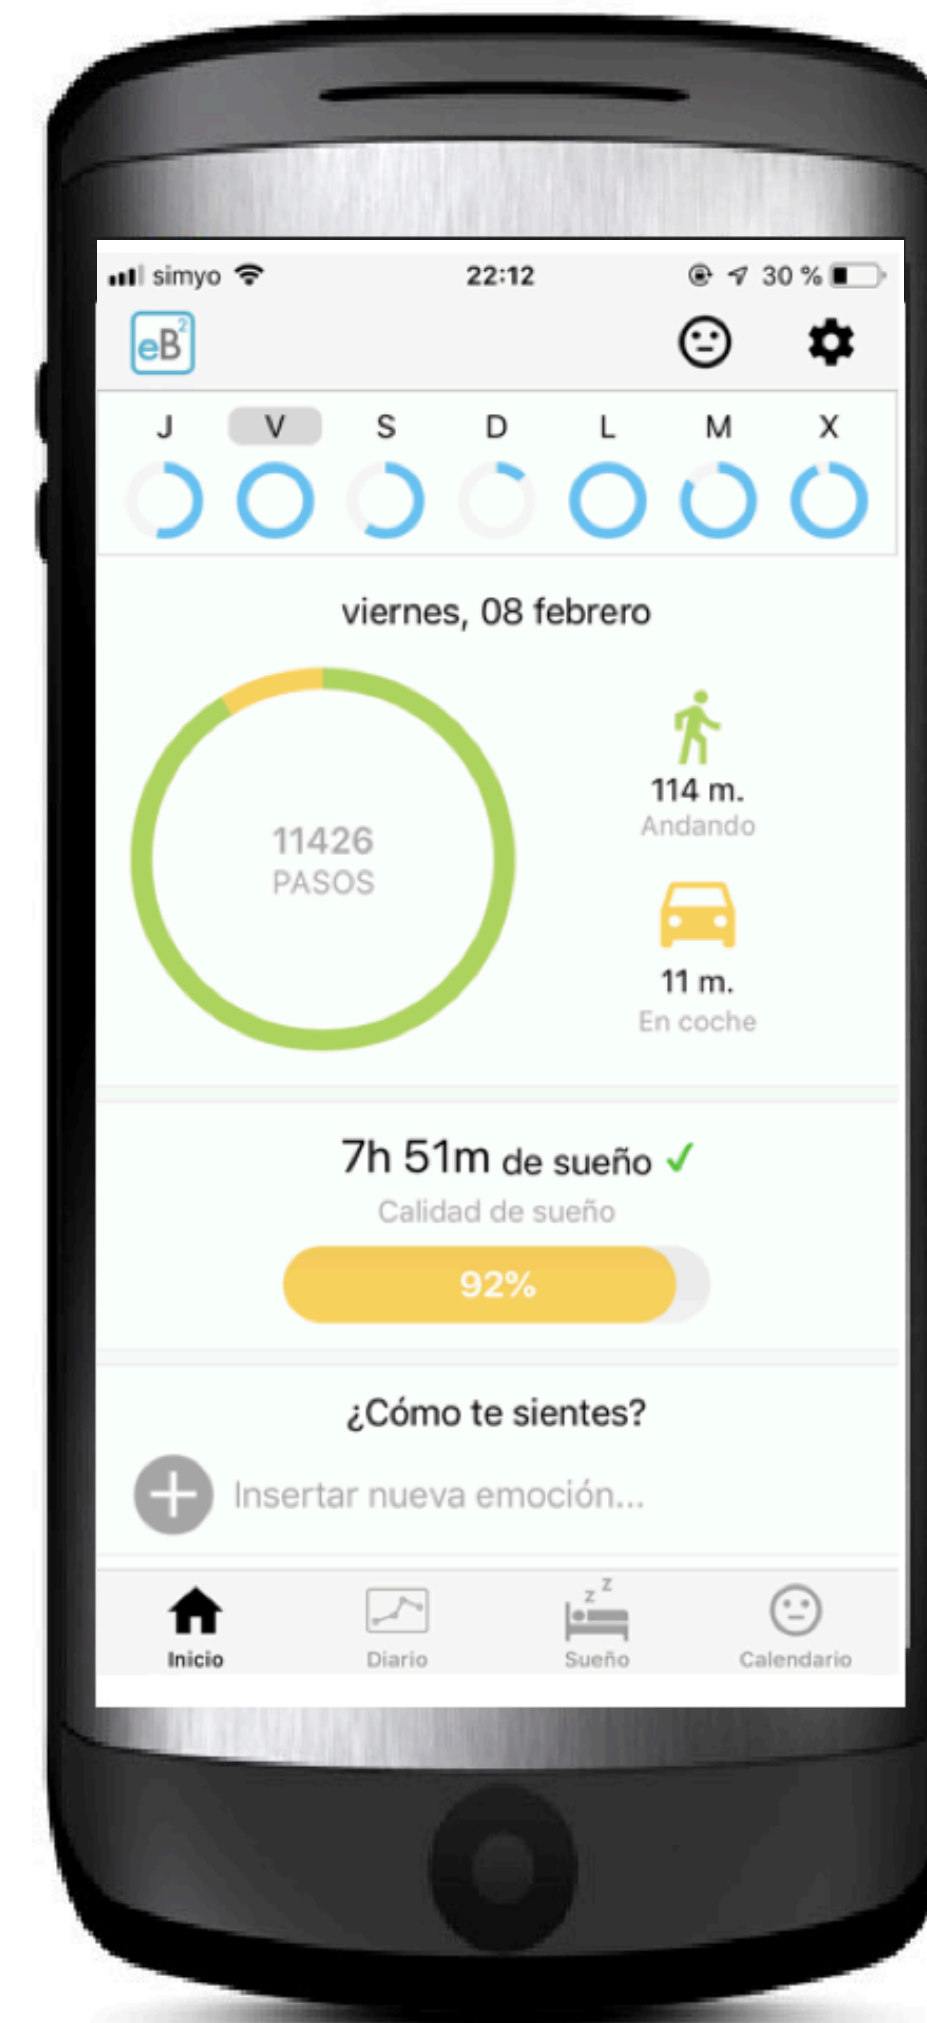 simyo 22:12 30 %
eB²
J V S D L M X
viernes, 08 febrero
11426
PASOS
114 m.
Andando
11 m.
En coche
7h 51m de sueño ✓
Calidad de sueño
92%
¿Cómo te sientes?
Insertar nueva emoción...
z z
Inicio Diario Sueño Calendario